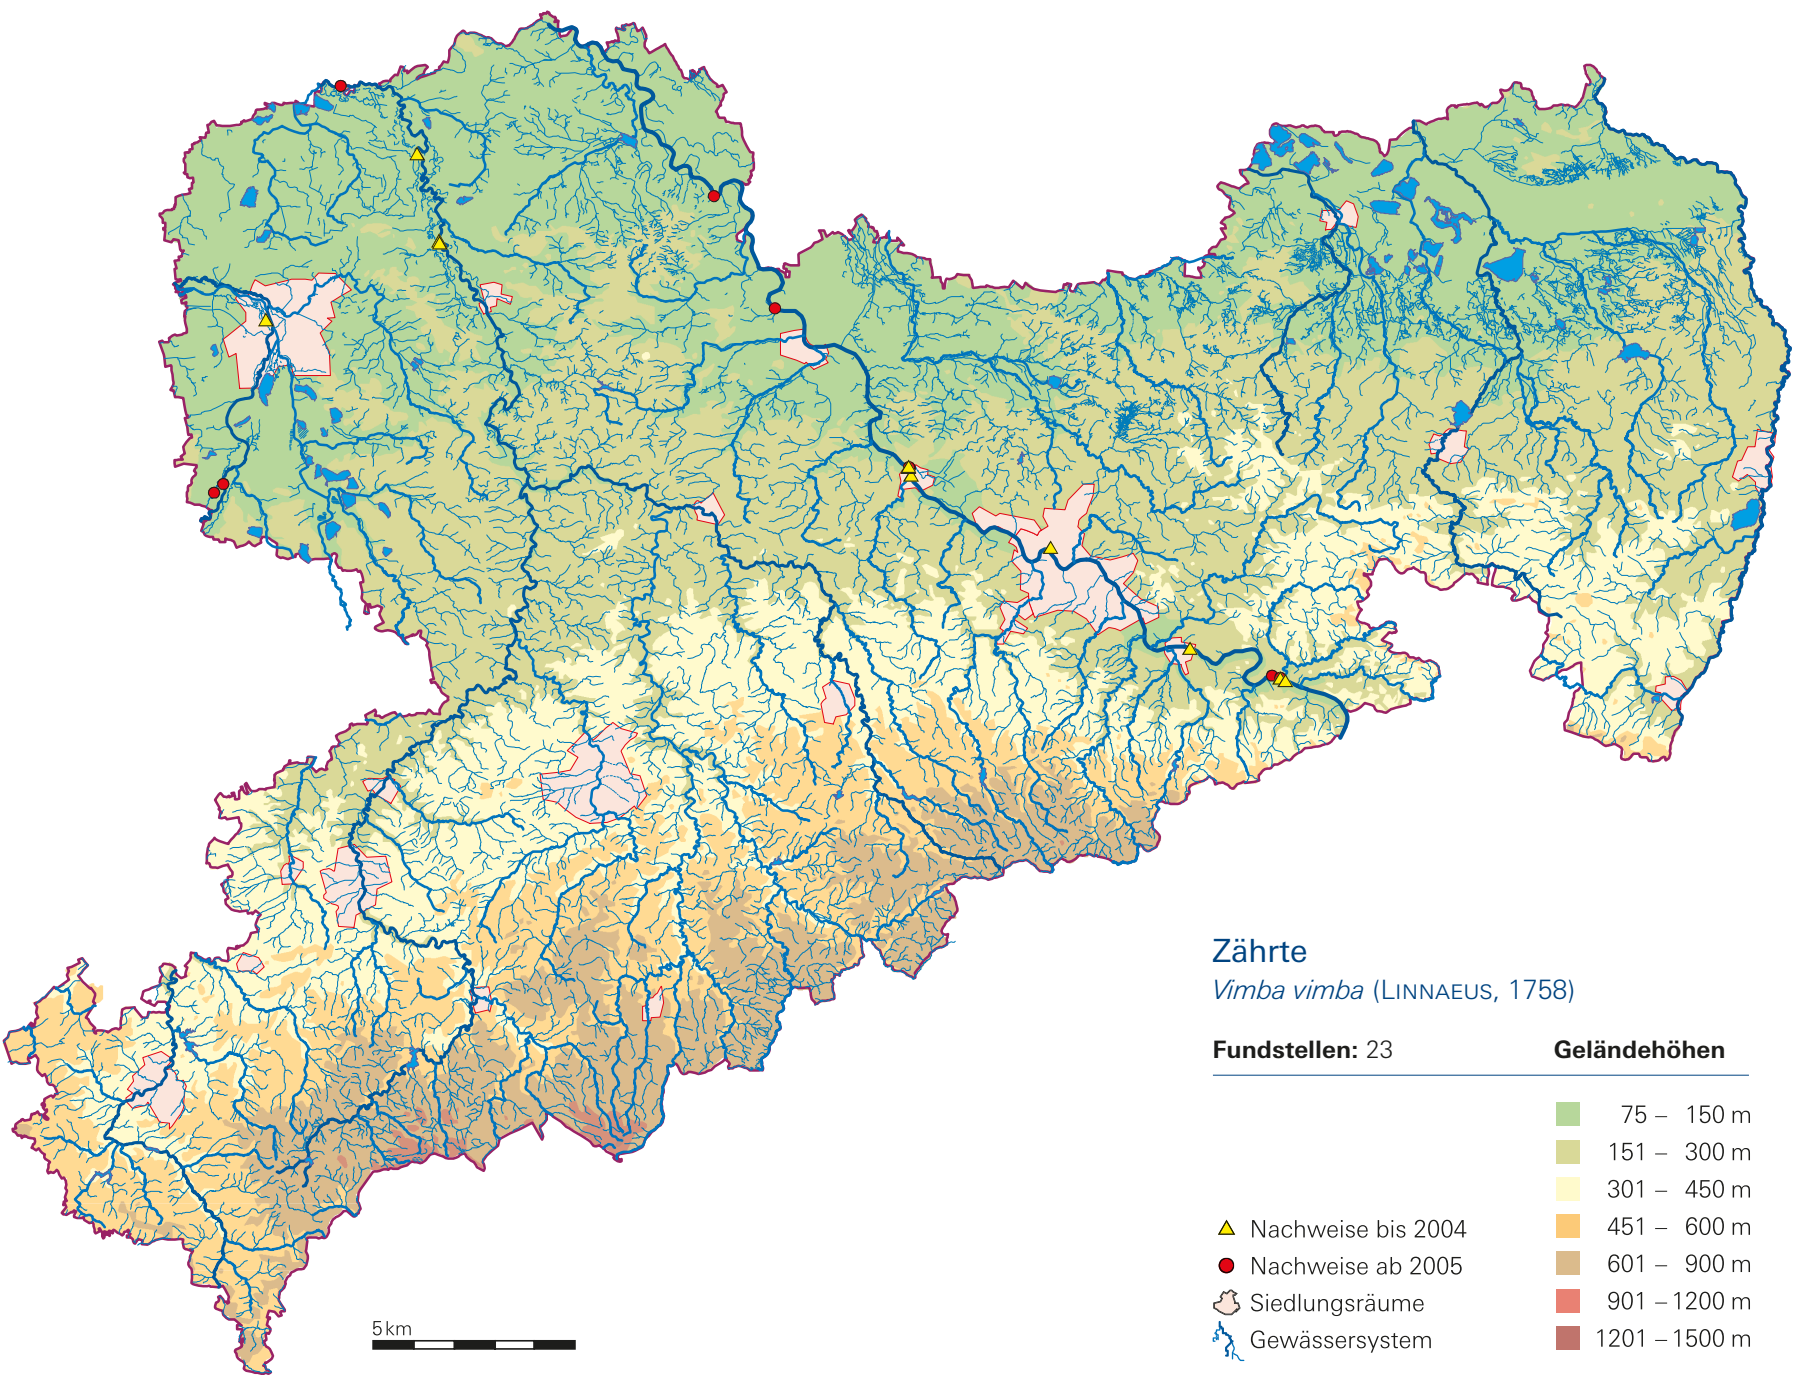 Zährte
Vimba vimba (LINNAEUS, 1758)
Fundstellen: 23
Geländehöhen
75 – 150 m
151 – 300 m
301 – 450 m
451 – 600 m
601 – 900 m
901 – 1200 m
1201 – 1500 m
Nachweise bis 2004
Nachweise ab 2005
Siedlungsräume
Gewässersystem
5 km